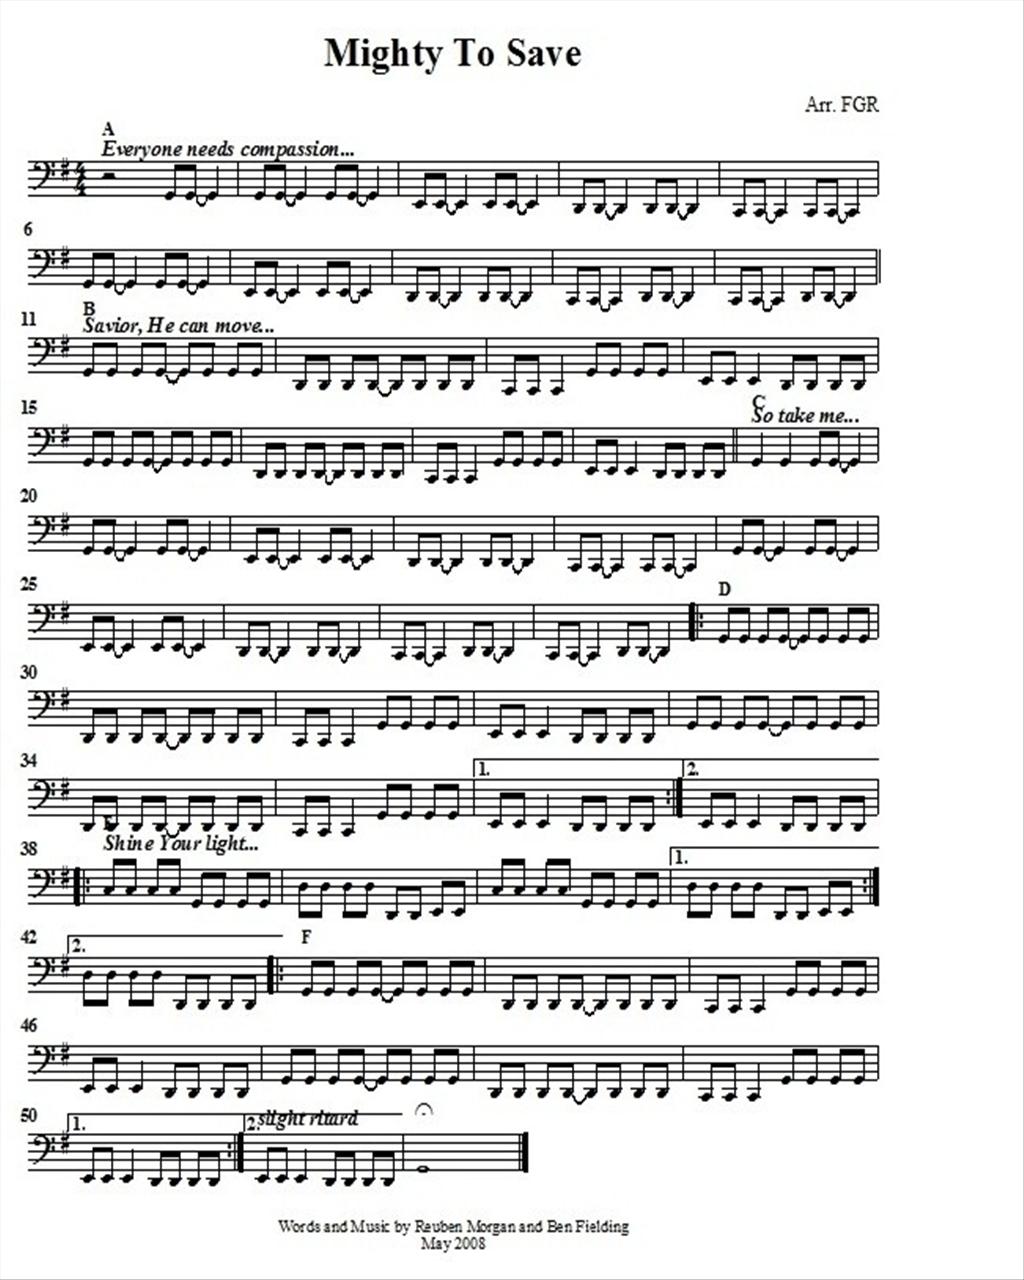 Mighty To Save
Arr. FGR
A
Everyone needs compassion...
6
B
11
Savior, He can move...
15
C
So take me...
20
25
D
30
34
1.
2.
E
38
Shine Your light...
1.
42
2.
F
46
50
1.
2.
slight ritard
Words and Music by Reuben Morgan and Ben Fielding
May 2008